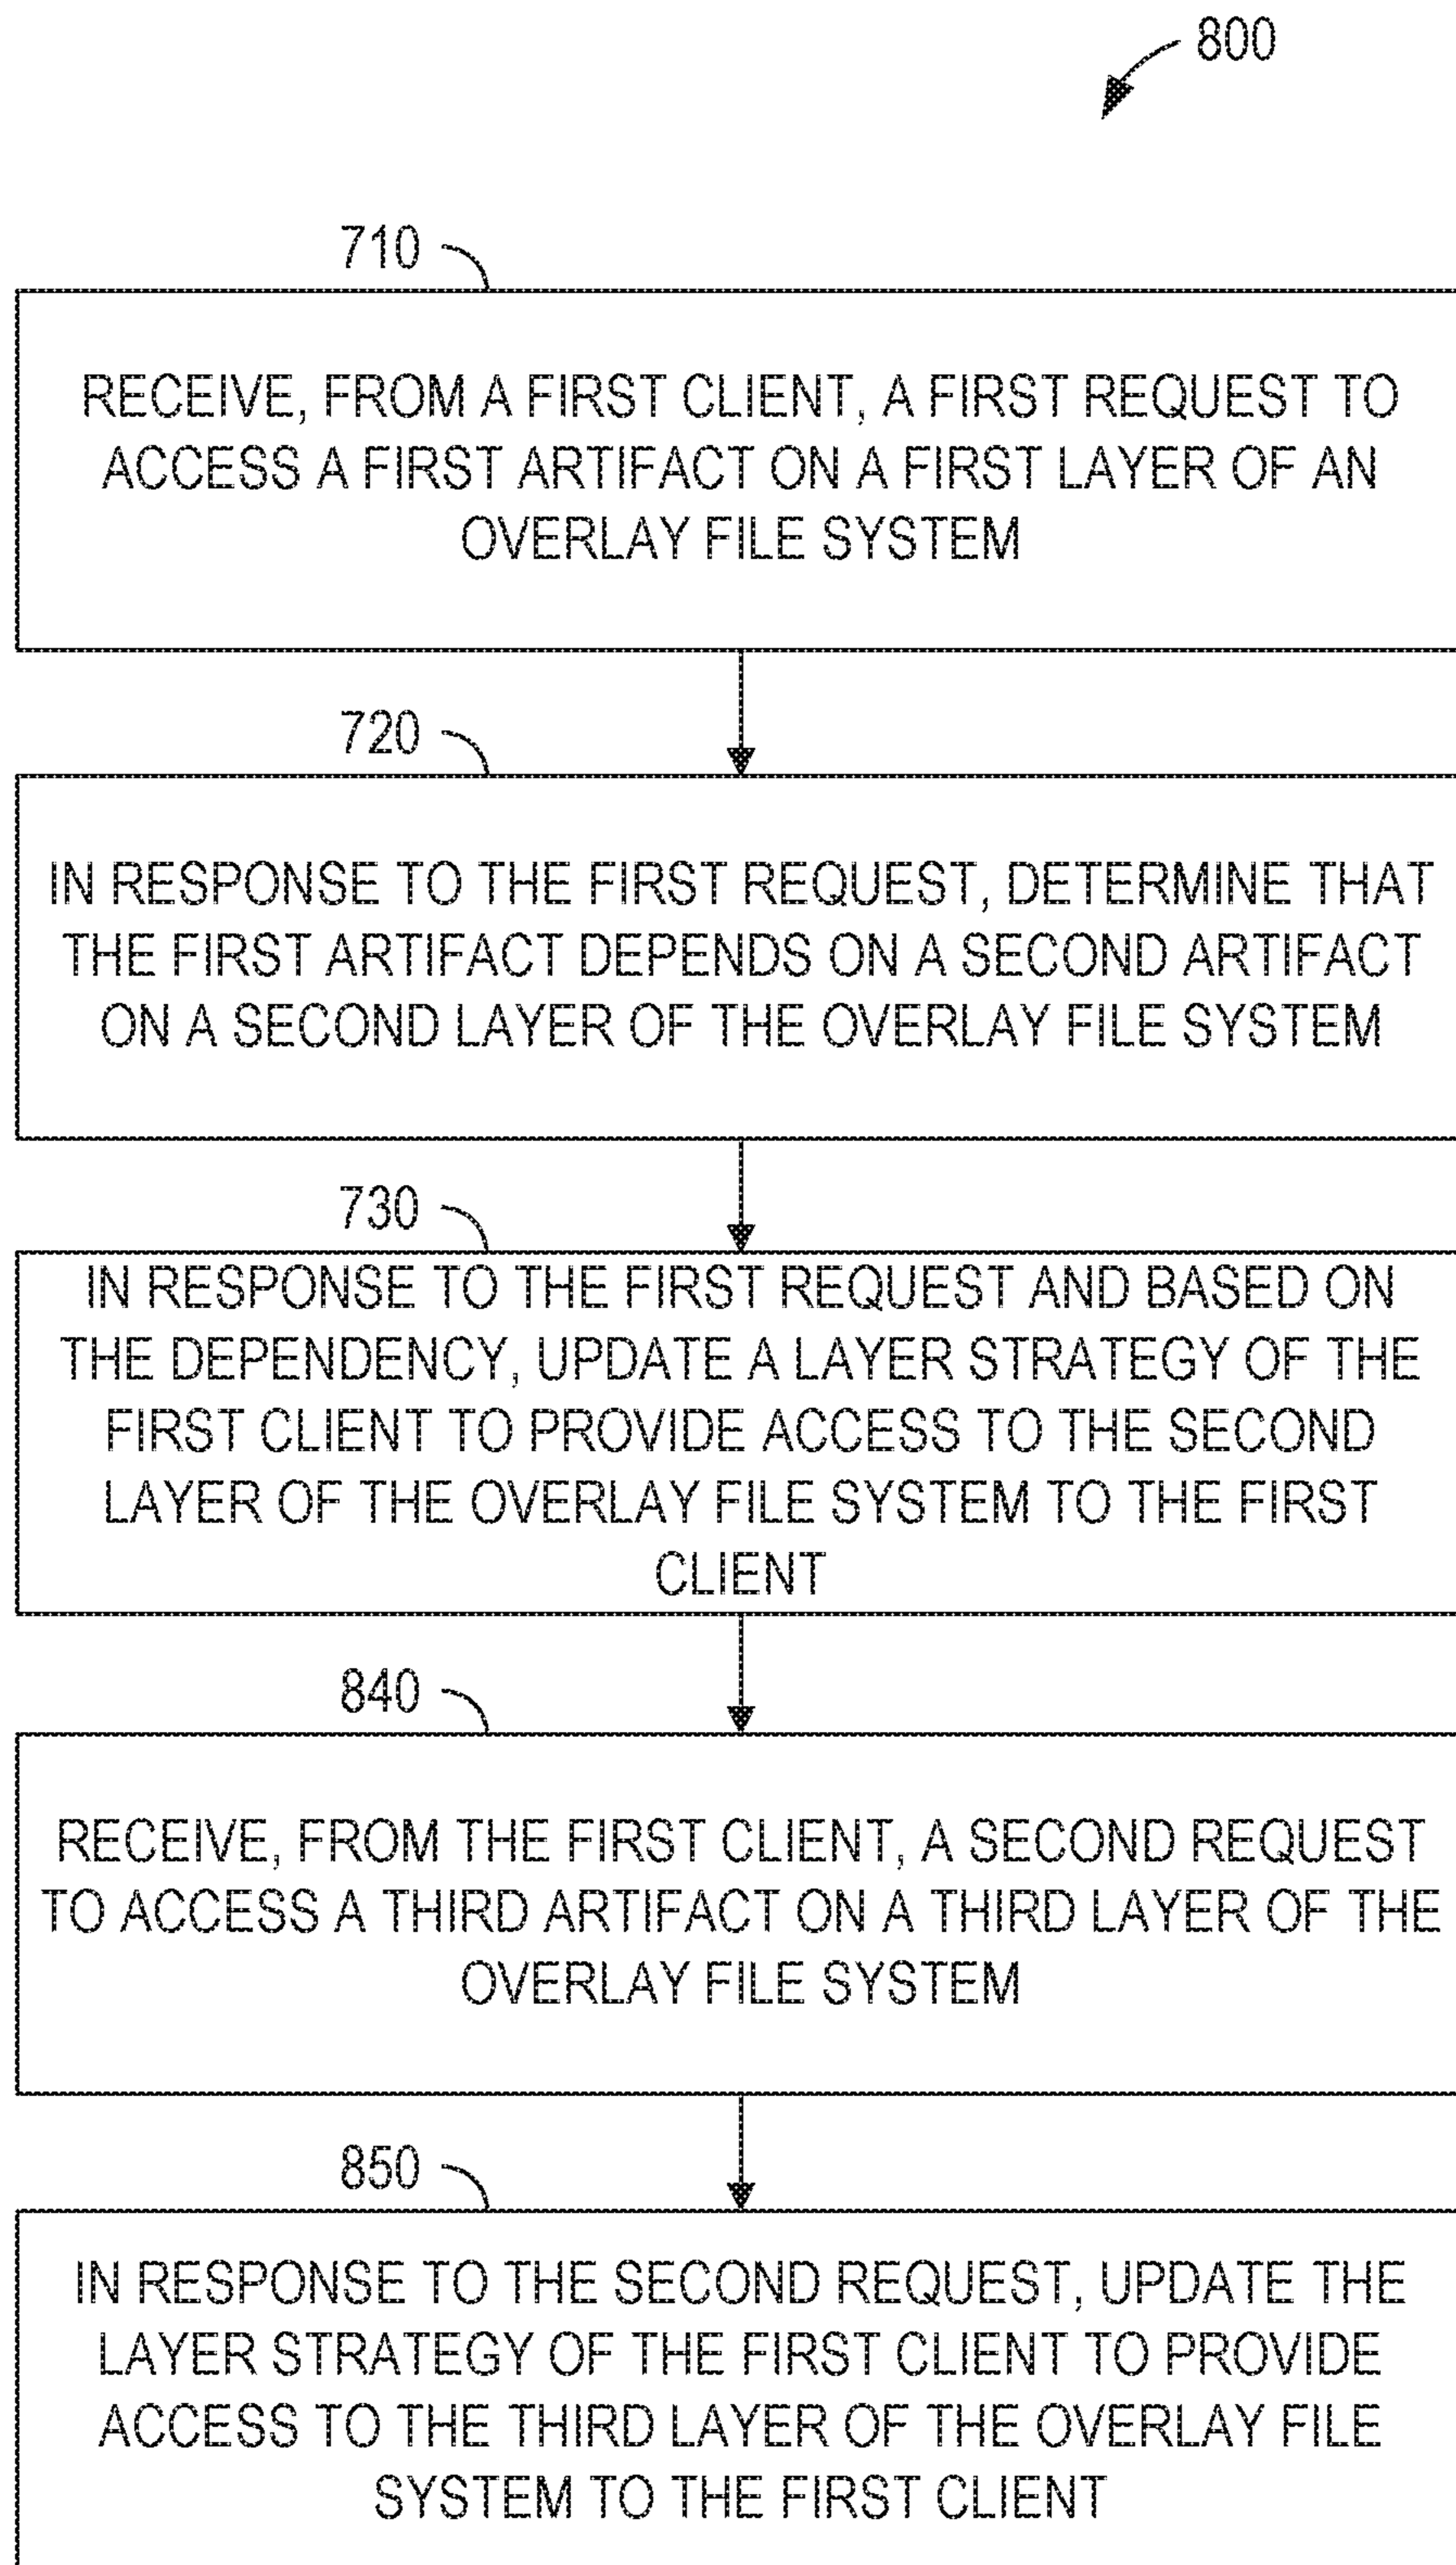 800
710
RECEIVE, FROM A FIRST CLIENT, A FIRST REQUEST TO
ACCESS A FIRST ARTIFACT ON A FIRST LAYER OF AN
OVERLAY FILE SYSTEM
720
IN RESPONSE TO THE FIRST REQUEST, DETERMINE THAT
THE FIRST ARTIFACT DEPENDS ON A SECOND ARTIFACT
ON A SECOND LAYER OF THE OVERLAY FILE SYSTEM
730
IN RESPONSE TO THE FIRST REQUEST AND BASED ON
THE DEPENDENCY, UPDATE A LAYER STRATEGY OF THE
FIRST CLIENT TO PROVIDE ACCESS TO THE SECOND
LAYER OF THE OVERLAY FILE SYSTEM TO THE FIRST
CLIENT
840
RECEIVE, FROM THE FIRST CLIENT, A SECOND REQUEST
TO ACCESS A THIRD ARTIFACT ON A THIRD LAYER OF THE
OVERLAY FILE SYSTEM
850
IN RESPONSE TO THE SECOND REQUEST, UPDATE THE
LAYER STRATEGY OF THE FIRST CLIENT TO PROVIDE
ACCESS TO THE THIRD LAYER OF THE OVERLAY FILE
SYSTEM TO THE FIRST CLIENT